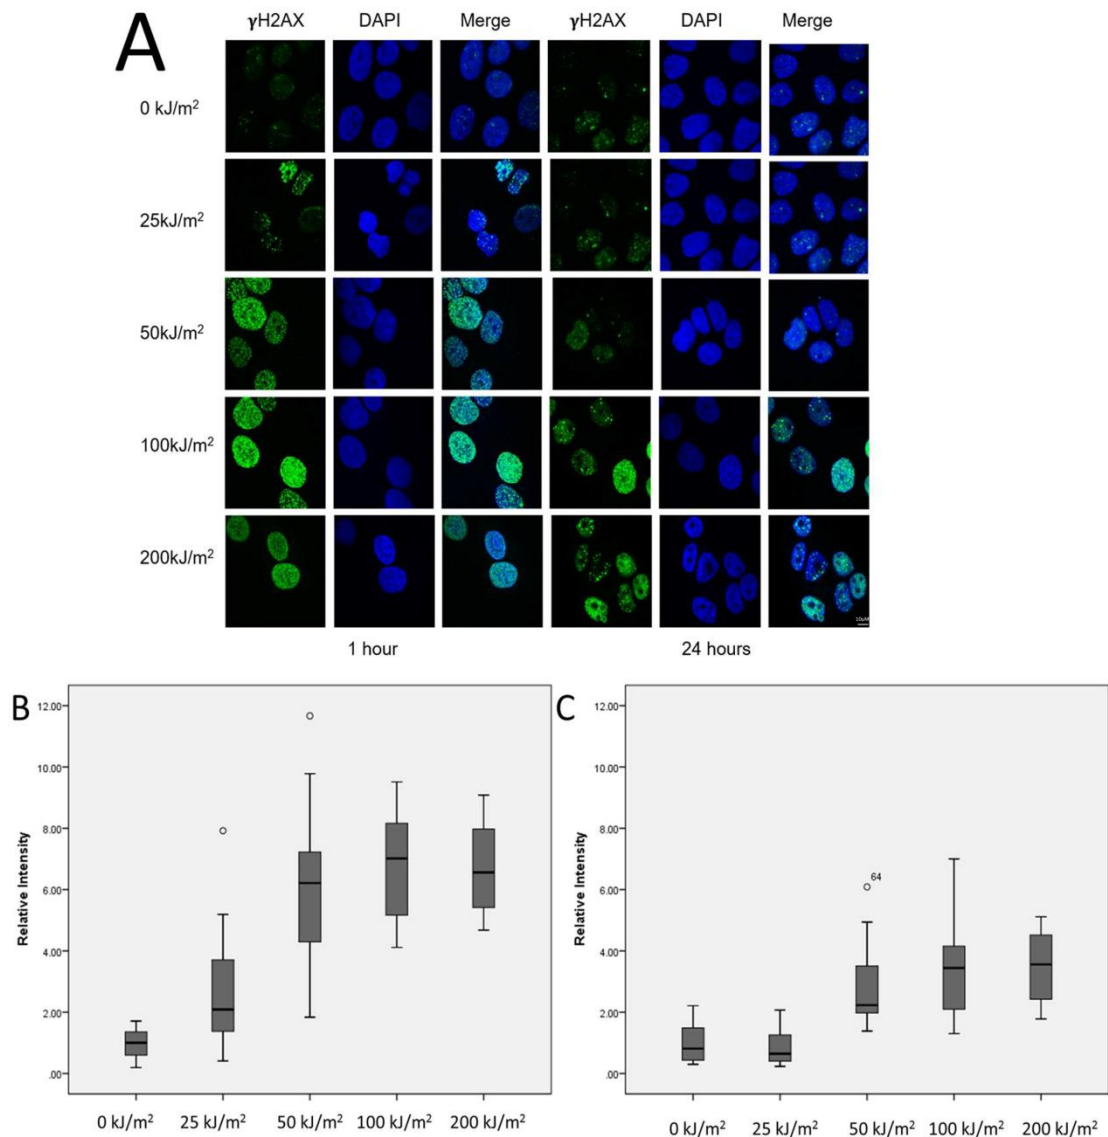 A
γH2AX DAPI Merge γH2AX DAPI Merge
0 kJ/m²
25kJ/m²
50kJ/m²
100kJ/m²
200kJ/m²
10µM
1 hour 24 hours
B
12.00
10.00
8.00
6.00
4.00
2.00
.00
Relative Intensity
0 kJ/m² 25 kJ/m² 50 kJ/m² 100 kJ/m² 200 kJ/m²
C
12.00
10.00
8.00
6.00
4.00
2.00
.00
Relative Intensity
64
0 kJ/m² 25 kJ/m² 50 kJ/m² 100 kJ/m² 200 kJ/m²